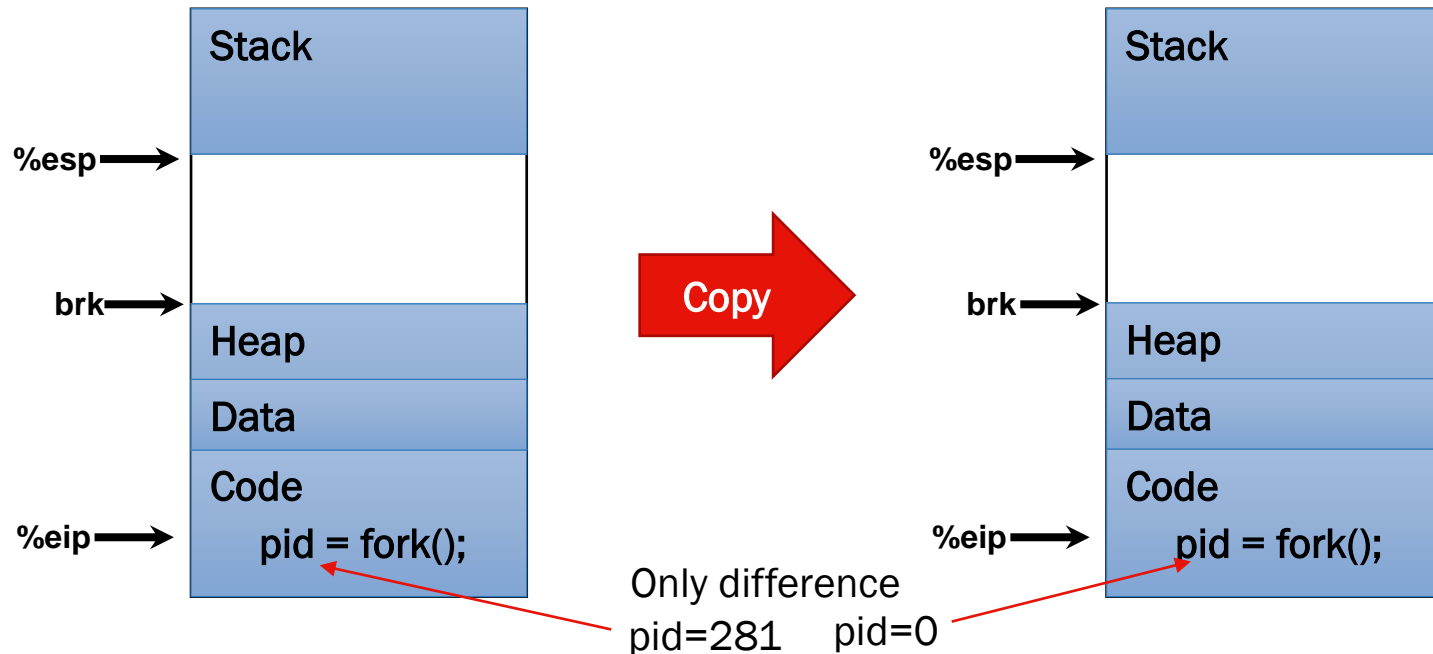 Stack
%esp
brk
Heap
Data
Code
%eip
pid = fork();
Copy
Stack
%esp
brk
Heap
Data
Code
%eip
pid = fork();
Only difference
pid=281 pid=0